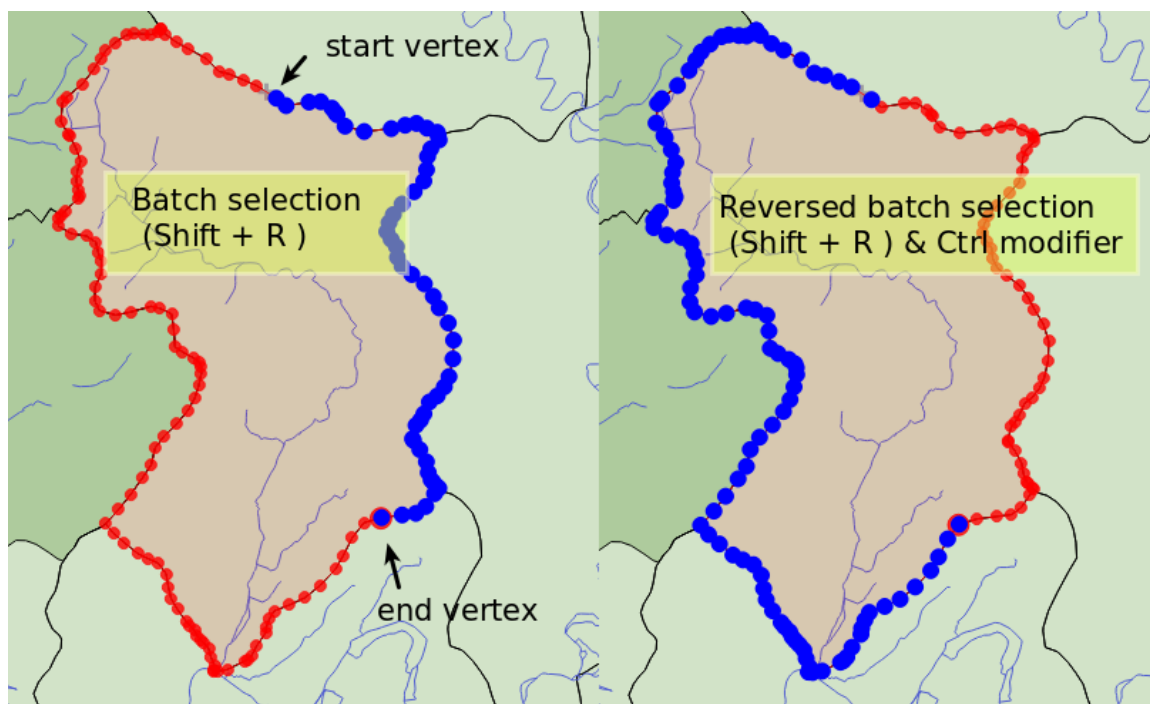 start vertex
Batch selection
(Shift + R )
end vertex
Reversed batch selection
(Shift + R ) & Ctrl modifier